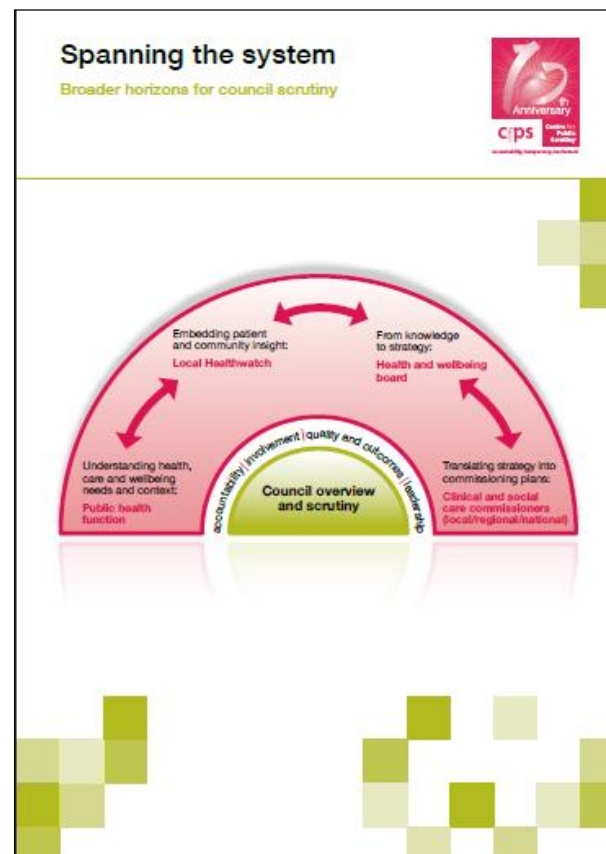 Spanning the system
Broader horizons for council scrutiny
10th
Anniversary
cfps
Centre for
Public
Scrutiny
Embedding patient
and community insight:
Local Healthwatch
From knowledge
to strategy:
Health and wellbeing
board
Understanding health,
care and wellbeing
needs and context:
Public health
function
Translating strategy into
commissioning plans:
Clinical and social
care commissioners
(local/regional/national)
accountability | involvement | quality and outcomes | leadership
Council overview
and scrutiny